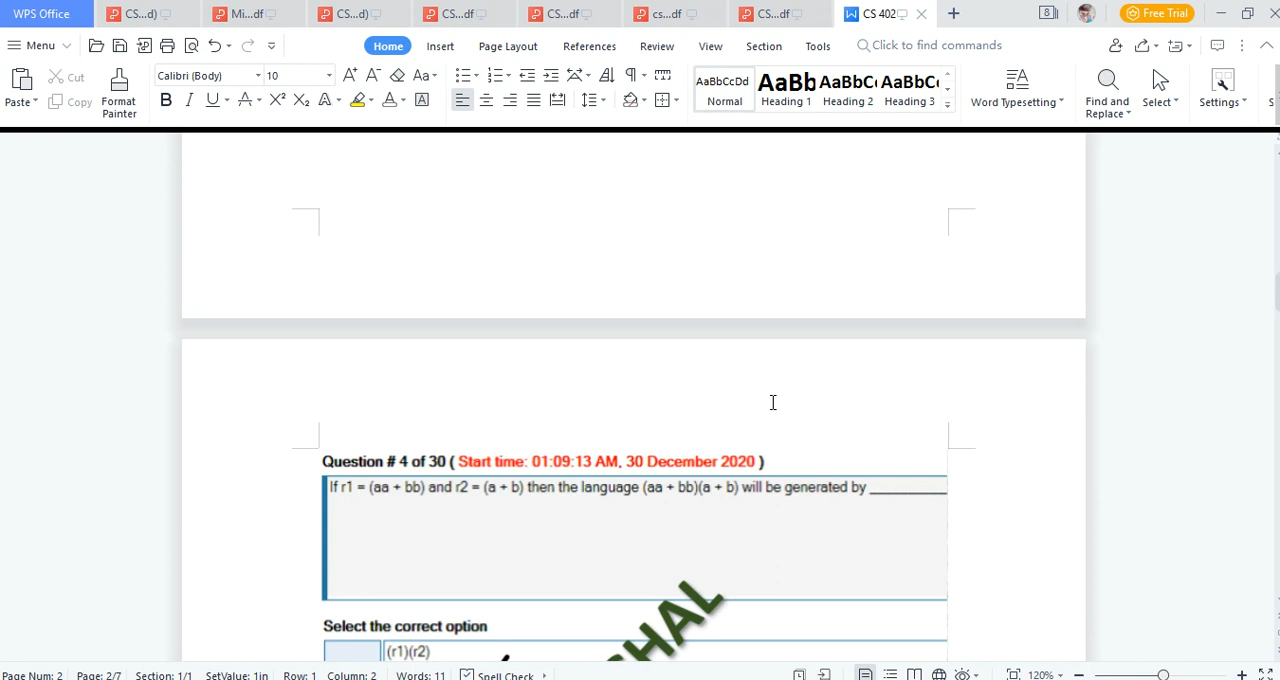 WPS Office CS...d) Mi...df CS...d) CS...df CS...df cs...df CS...df CS 402 Free Trial
Menu Home Insert Page Layout References Review View Section Tools Click to find commands
Paste Cut Copy Format Painter Calibri (Body) 10 AaBbCcDd Normal AaBb Heading 1 AaBbC Heading 2 AaBbC Heading 3 Word Typesetting Find and Replace Select Settings
Question # 4 of 30 ( Start time: 01:09:13 AM, 30 December 2020 )
If r1 = (aa + bb) and r2 = (a + b) then the language (aa + bb)(a + b) will be generated by __________
SHAL
Select the correct option
(r1)(r2)
Page Num: 2 Page: 2/7 Section: 1/1 SetValue: 1in Row: 1 Column: 2 Words: 11 Spell Check 120%